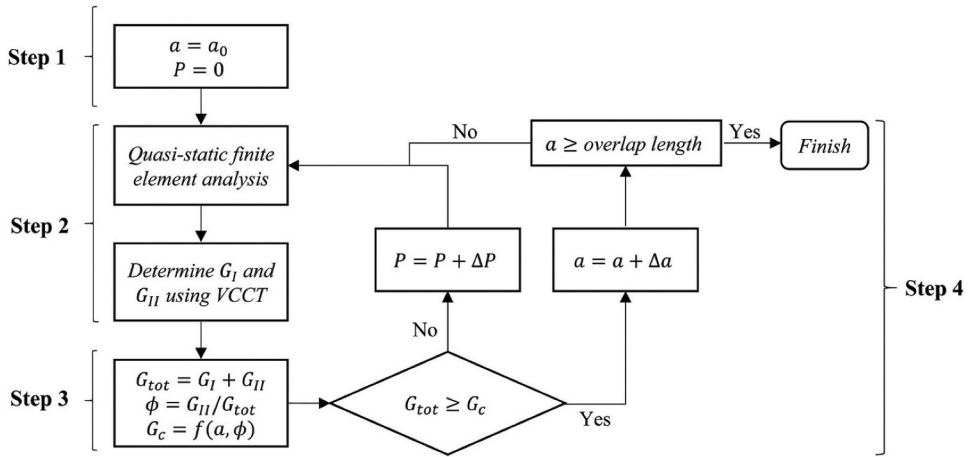 Step 1
a = a₀
P = 0
Step 2
Quasi-static finite
element analysis
Determine G_I and
G_II using VCCT
Step 3
G_tot = G_I + G_II
ϕ = G_II/G_tot
G_c = f(a, ϕ)
G_tot ≥ G_c
No
P = P + ΔP
Yes
a = a + Δa
a ≥ overlap length
No
Yes
Finish
Step 4